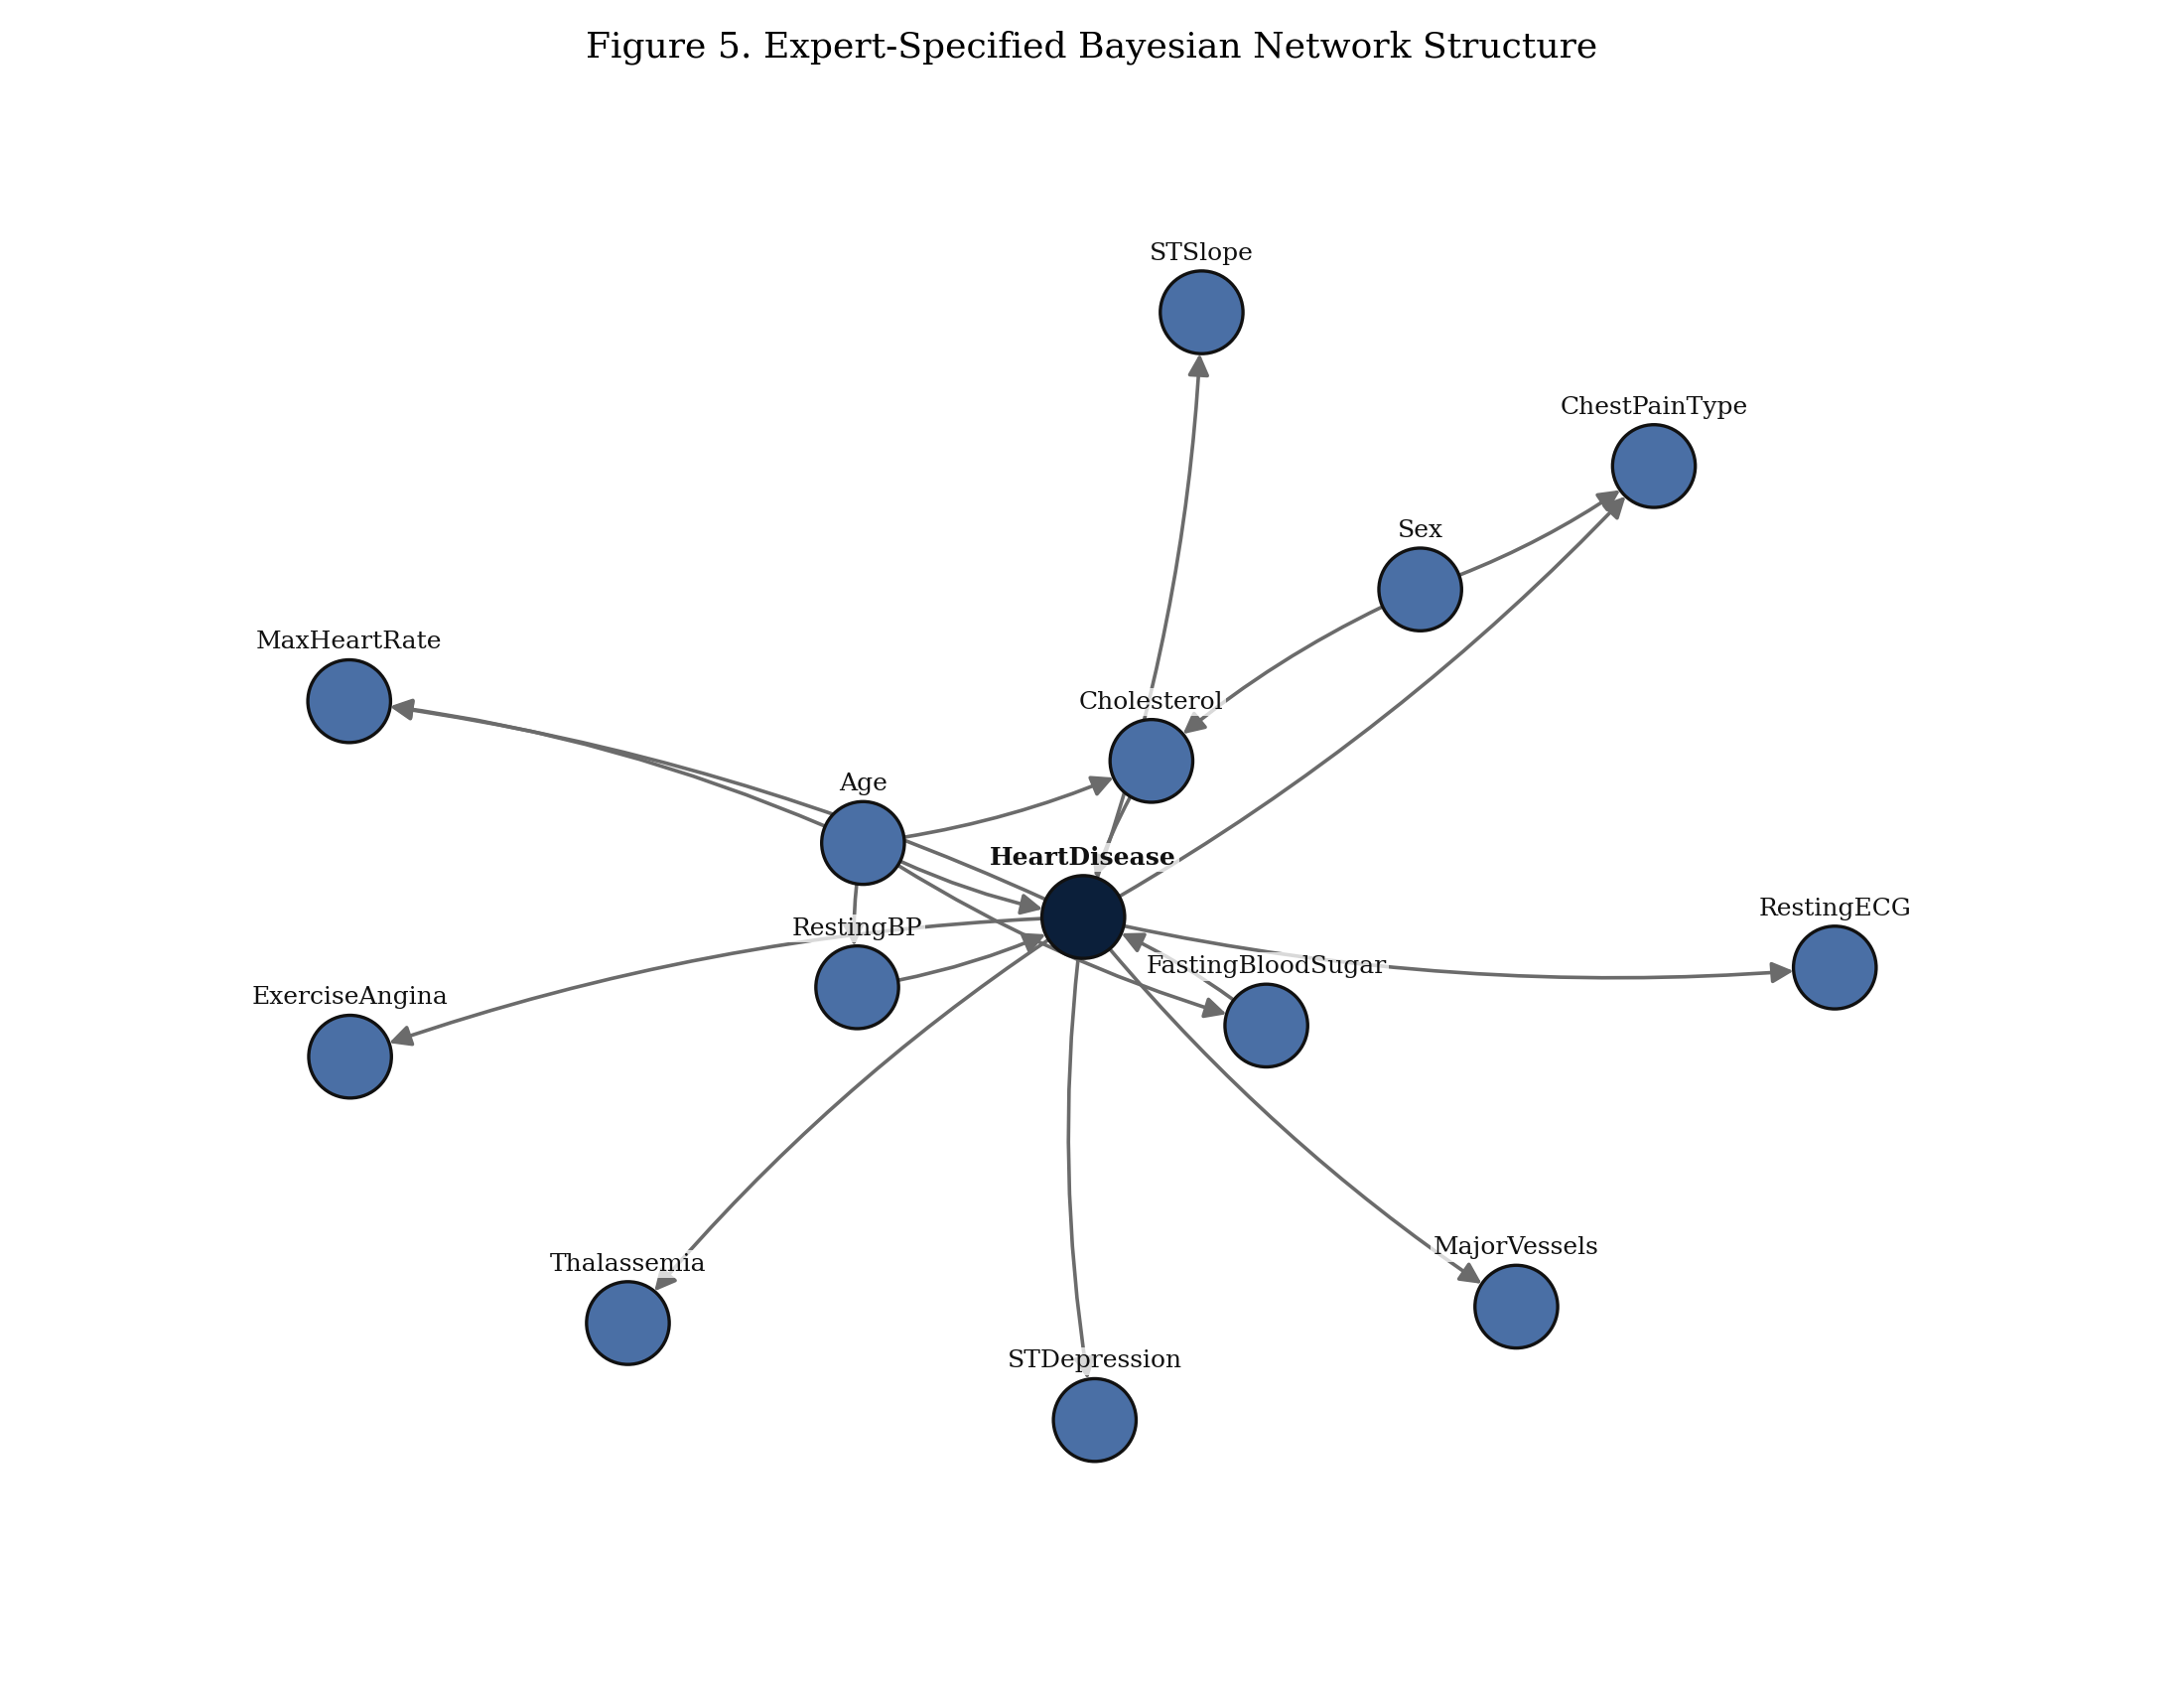 Figure 5. Expert-Specified Bayesian Network Structure
STSlope
ChestPainType
Sex
MaxHeartRate
Cholesterol
Age
HeartDisease
RestingECG
RestingBP
FastingBloodSugar
ExerciseAngina
MajorVessels
Thalassemia
STDepression